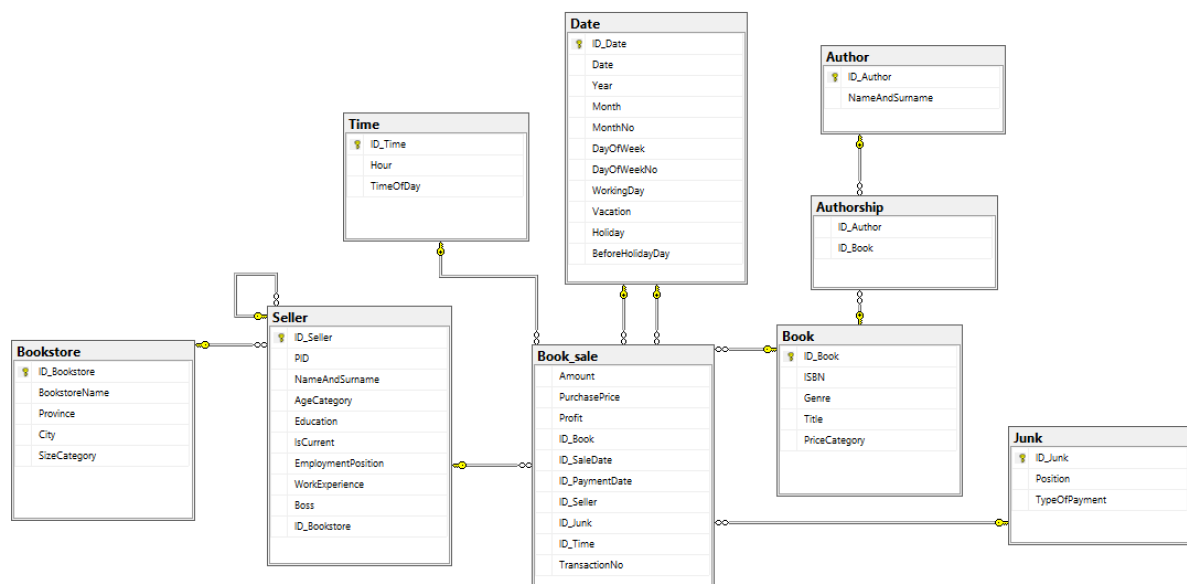 Date
ID_Date
Date
Year
Month
MonthNo
DayOfWeek
DayOfWeekNo
WorkingDay
Vacation
Holiday
BeforeHolidayDay
Author
ID_Author
NameAndSurname
Time
ID_Time
Hour
TimeOfDay
Authorship
ID_Author
ID_Book
Seller
ID_Seller
PID
NameAndSurname
AgeCategory
Education
IsCurrent
EmploymentPosition
WorkExperience
Boss
ID_Bookstore
Bookstore
ID_Bookstore
BookstoreName
Province
City
SizeCategory
Book_sale
Amount
PurchasePrice
Profit
ID_Book
ID_SaleDate
ID_PaymentDate
ID_Seller
ID_Junk
ID_Time
TransactionNo
Book
ID_Book
ISBN
Genre
Title
PriceCategory
Junk
ID_Junk
Position
TypeOfPayment